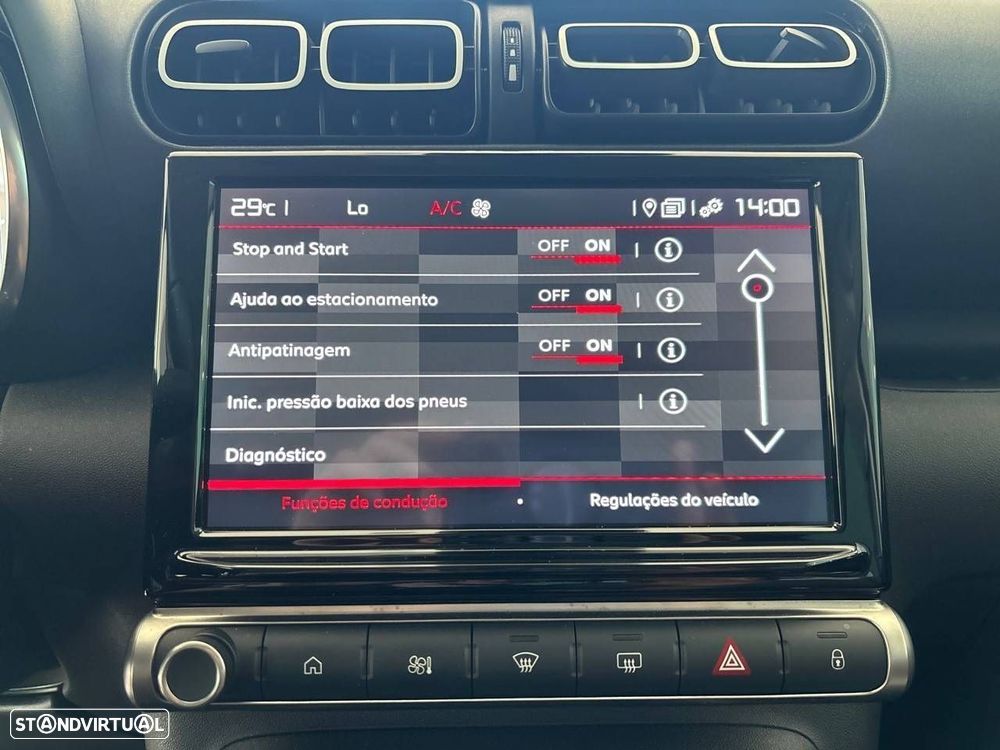 29°C Lo A/C 14:00
Stop and Start OFF ON
Ajuda ao estacionamento OFF ON
Antipatinagem OFF ON
Inic. pressão baixa dos pneus
Diagnóstico
Funções de condução • Regulações do veículo
STANDVIRTUAL